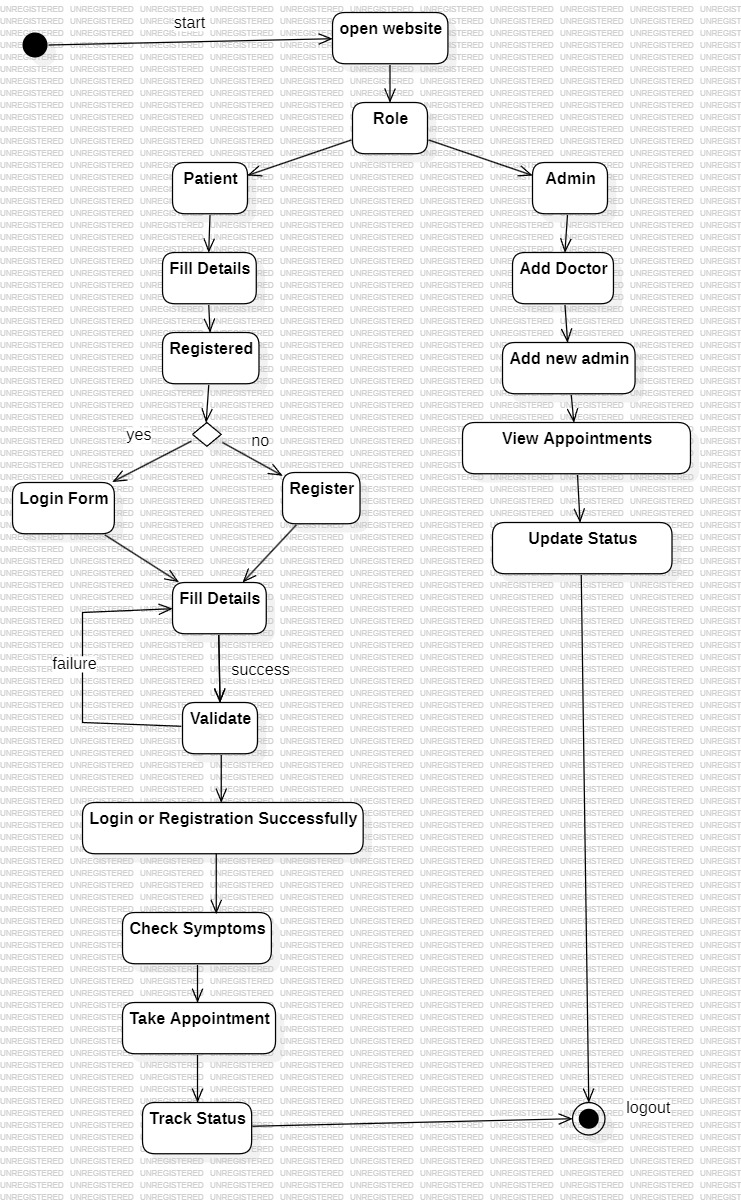 start
open website
Role
Patient
Admin
Fill Details
Add Doctor
Registered
Add new admin
yes
no
View Appointments
Login Form
Register
Update Status
Fill Details
failure
success
Validate
Login or Registration Successfully
Check Symptoms
Take Appointment
Track Status
logout
UNREGISTERED